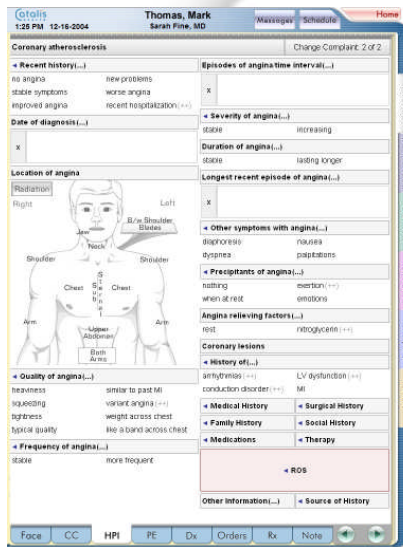 Catalis
Thomas, Mark
Messages
Schedule
Home
1:25 PM 12-16-2004
Sarah Fine, MD
Coronary atherosclerosis
Change Complaint: 2 of 2
Recent history(...)
no angina
new problems
stable symptoms
worse angina
improved angina
recent hospitalization(++)
Date of diagnosis(...)
x
Location of angina
Radiation
Right
Left
B/w Shoulder
Blades
Jaw
Neck
Shoulder
Shoulder
Chest
Sub Sternal
Chest
Arm
Arm
Upper
Abdomen
Both
Arms
Quality of angina(...)
heaviness
similar to past MI
squeezing
variant angina(++)
tightness
weight across chest
typical quality
like a band across chest
Frequency of angina(...)
stable
more frequent
Episodes of angina time interval(...)
x
Severity of angina(...)
stable
increasing
Duration of angina(...)
stable
lasting longer
Longest recent episode of angina(...)
x
Other symptoms with angina(...)
diaphoresis
nausea
dyspnea
palpitations
Precipitants of angina(...)
nothing
exertion(++)
when at rest
emotions
Angina relieving factors(...)
rest
nitroglycerin(++)
Coronary lesions
History of(...)
arrhythmias(++)
LV dysfunction(++)
conduction disorder(++)
MI
Medical History
Surgical History
Family History
Social History
Medications
Therapy
ROS
Other Information(...)
Source of History
Face
CC
HPI
PE
Dx
Orders
Rx
Note